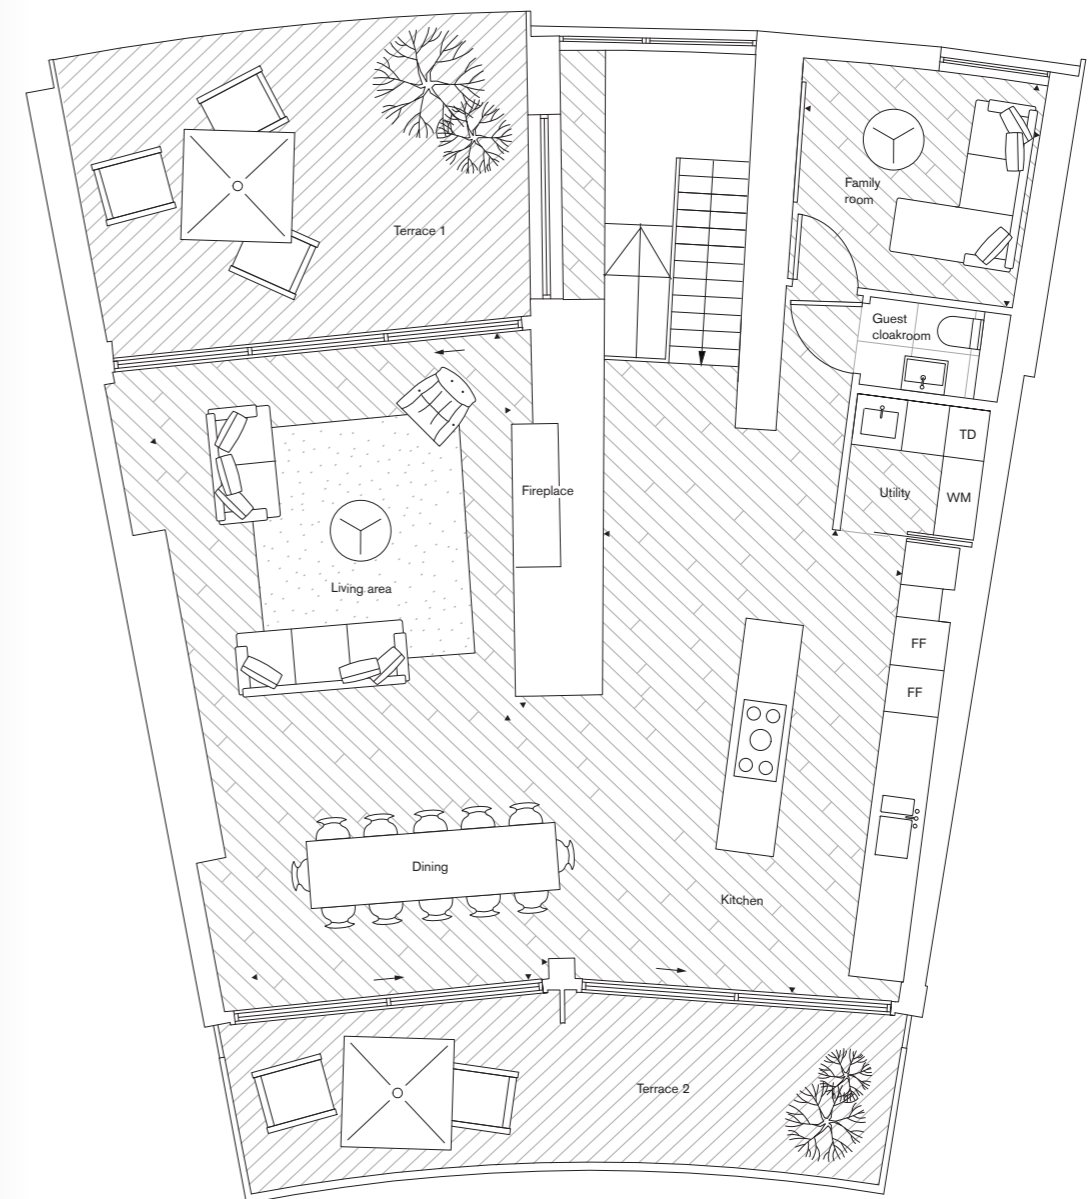 Family
room
Terrace 1
Guest
cloakroom
TD
Fireplace
Utility
WM
Living area
FF
FF
Dining
Kitchen
Terrace 2